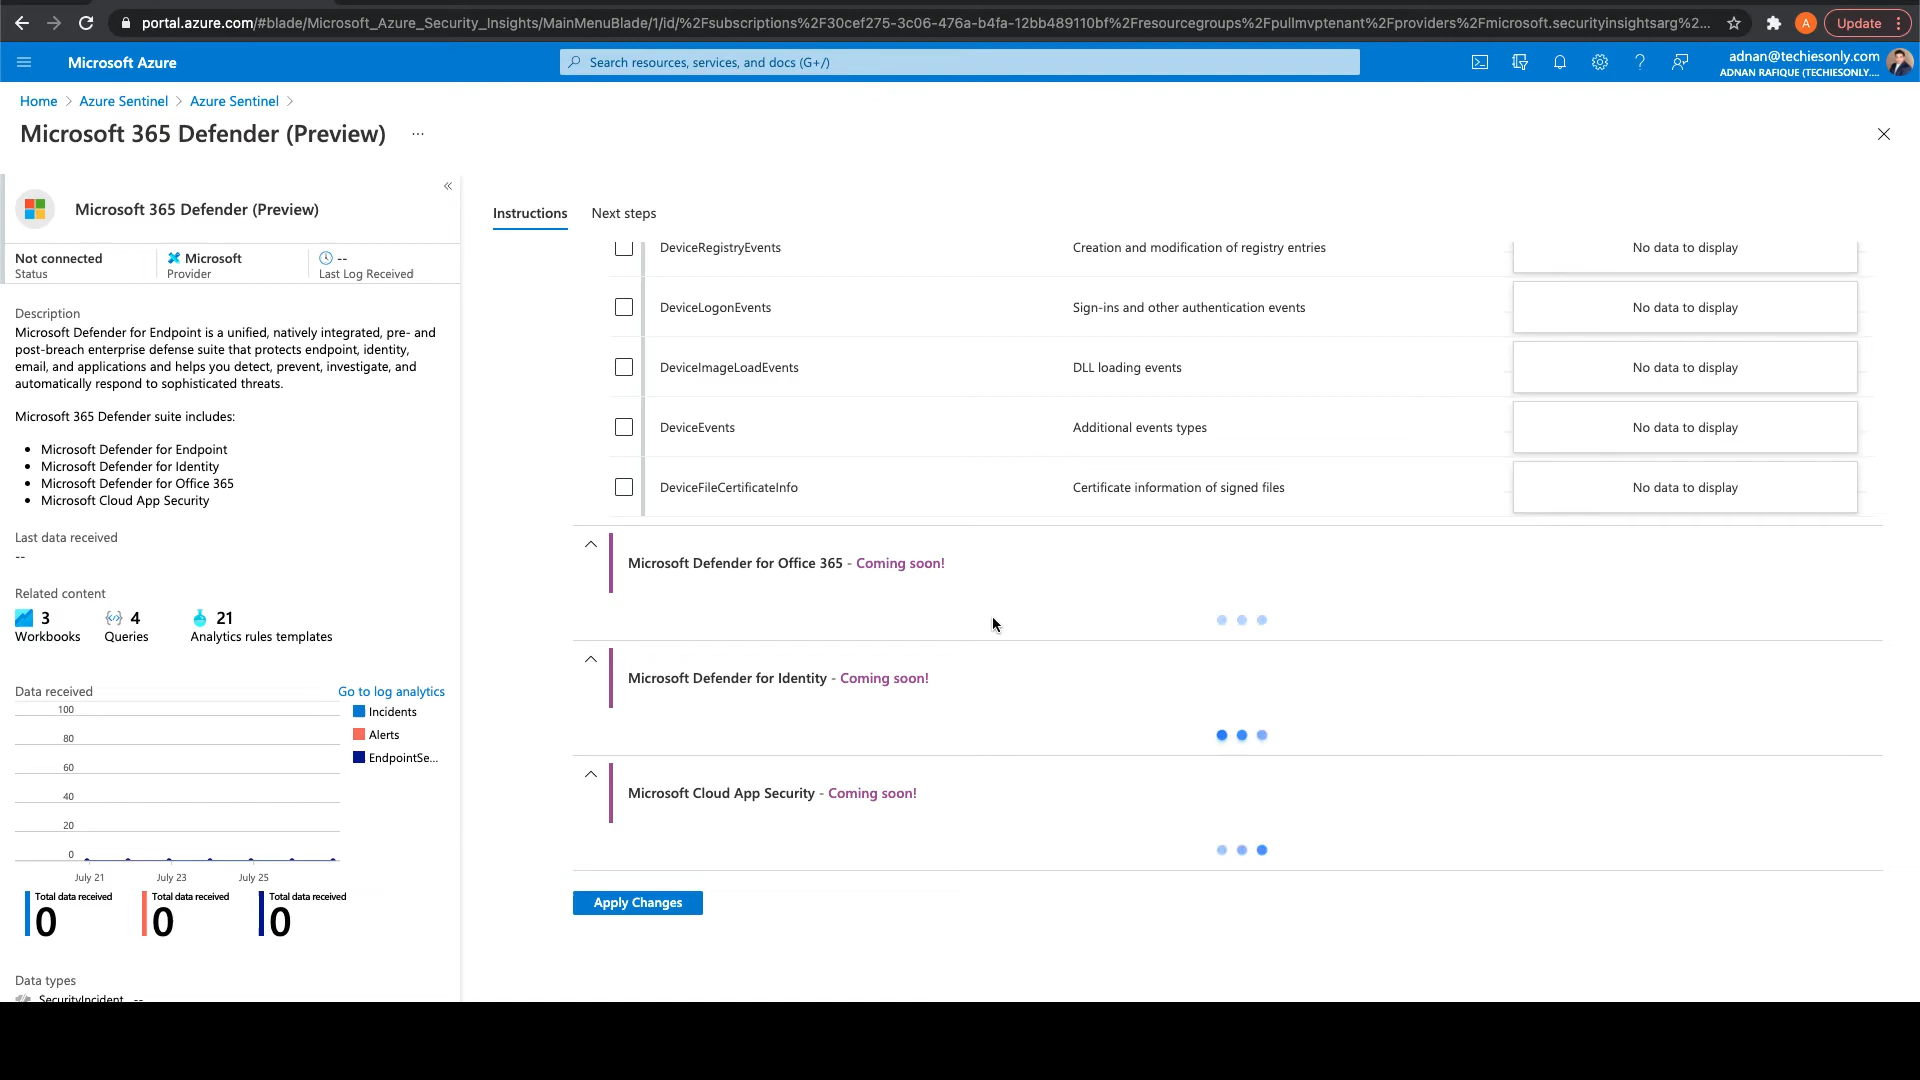 portal.azure.com/#blade/Microsoft_Azure_Security_Insights/MainMenuBlade/1/id/%2Fsubscriptions%2F30cef275-3c06-476a-b4fa-12bb489110bf%2Fresourcegroups%2Fpullmvptenant%2Fproviders%2Fmicrosoft.securityinsightsarg%2...
A
Update
Microsoft Azure
Search resources, services, and docs (G+/)
adnan@techiesonly.com
ADNAN RAFIQUE (TECHIESONLY....
Home > Azure Sentinel > Azure Sentinel >
Microsoft 365 Defender (Preview) ...
Microsoft 365 Defender (Preview)
Not connected
Status
Microsoft
Provider
--
Last Log Received
Description
Microsoft Defender for Endpoint is a unified, natively integrated, pre- and
post-breach enterprise defense suite that protects endpoint, identity,
email, and applications and helps you detect, prevent, investigate, and
automatically respond to sophisticated threats.
Microsoft 365 Defender suite includes:
• Microsoft Defender for Endpoint
• Microsoft Defender for Identity
• Microsoft Defender for Office 365
• Microsoft Cloud App Security
Last data received
--
Related content
3
Workbooks
4
Queries
21
Analytics rules templates
Data received
Go to log analytics
100
80
60
40
20
0
July 21
July 23
July 25
Incidents
Alerts
EndpointSe...
Total data received
0
Total data received
0
Total data received
0
Data types
SecurityIncident --
Instructions
Next steps
DeviceRegistryEvents Creation and modification of registry entries No data to display
DeviceLogonEvents Sign-ins and other authentication events No data to display
DeviceImageLoadEvents DLL loading events No data to display
DeviceEvents Additional events types No data to display
DeviceFileCertificateInfo Certificate information of signed files No data to display
Microsoft Defender for Office 365 - Coming soon!
Microsoft Defender for Identity - Coming soon!
Microsoft Cloud App Security - Coming soon!
Apply Changes